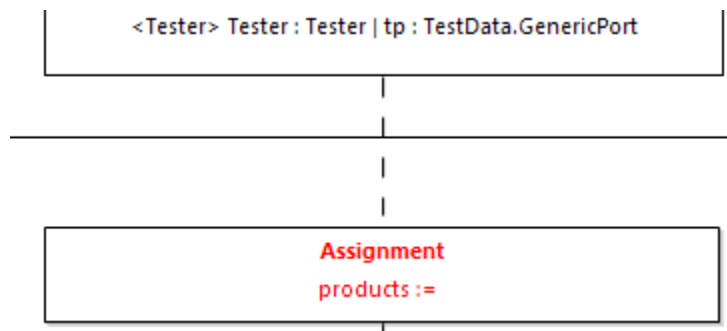 <Tester> Tester : Tester | tp : TestData.GenericPort
Assignment
products :=